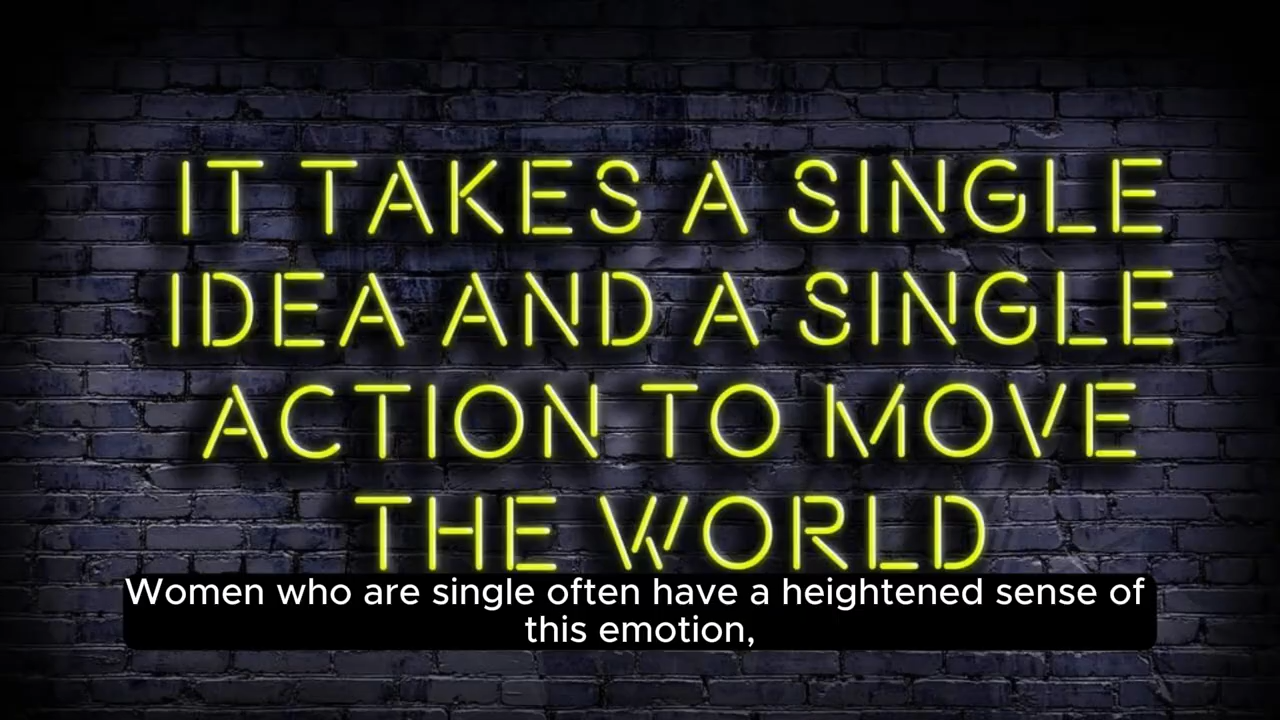 IT TAKES A SINGLE
IDEA AND A SINGLE
ACTION TO MOVE
THE WORLD
Women who are single often have a heightened sense of
this emotion,